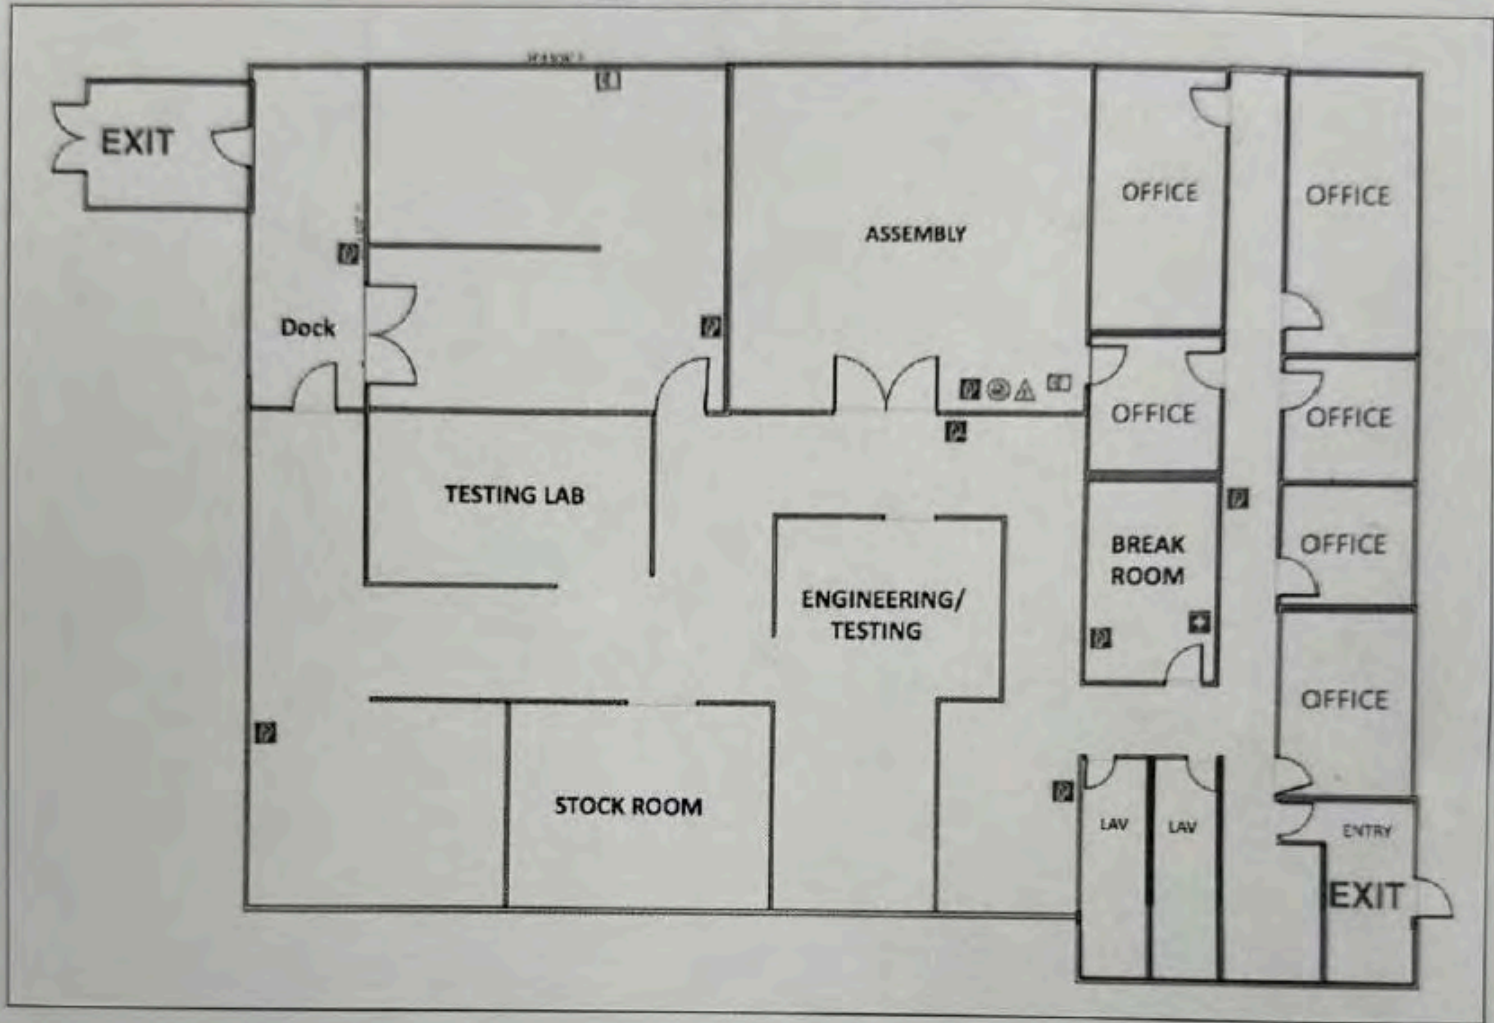 EXIT
OFFICE
OFFICE
ASSEMBLY
Dock
OFFICE
OFFICE
TESTING LAB
BREAK
ROOM
OFFICE
ENGINEERING/
TESTING
OFFICE
STOCK ROOM
LAV
LAV
ENTRY
EXIT